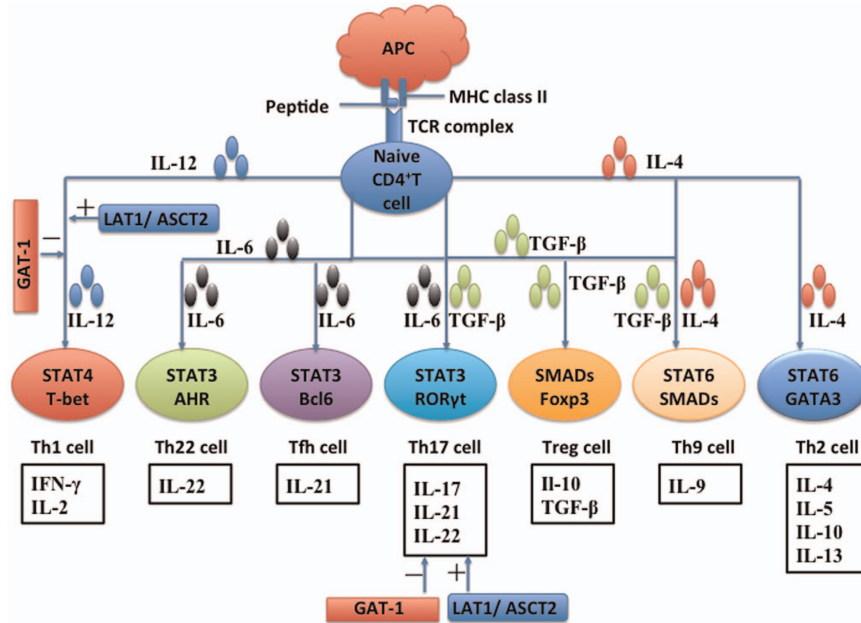 APC
Peptide
MHC class II
TCR complex
Naive
CD4+T
cell
IL-12
IL-4
GAT-1
−
+
LAT1/ ASCT2
IL-6
TGF-β
IL-12
IL-6
IL-6
IL-6
TGF-β
TGF-β
TGF-β
IL-4
IL-4
STAT4
T-bet
STAT3
AHR
STAT3
Bcl6
STAT3
RORγt
SMADs
Foxp3
STAT6
SMADs
STAT6
GATA3
Th1 cell
Th22 cell
Tfh cell
Th17 cell
Treg cell
Th9 cell
Th2 cell
IFN-γ
IL-2
IL-22
IL-21
IL-17
IL-21
IL-22
Il-10
TGF-β
IL-9
IL-4
IL-5
IL-10
IL-13
−
+
GAT-1
LAT1/ ASCT2